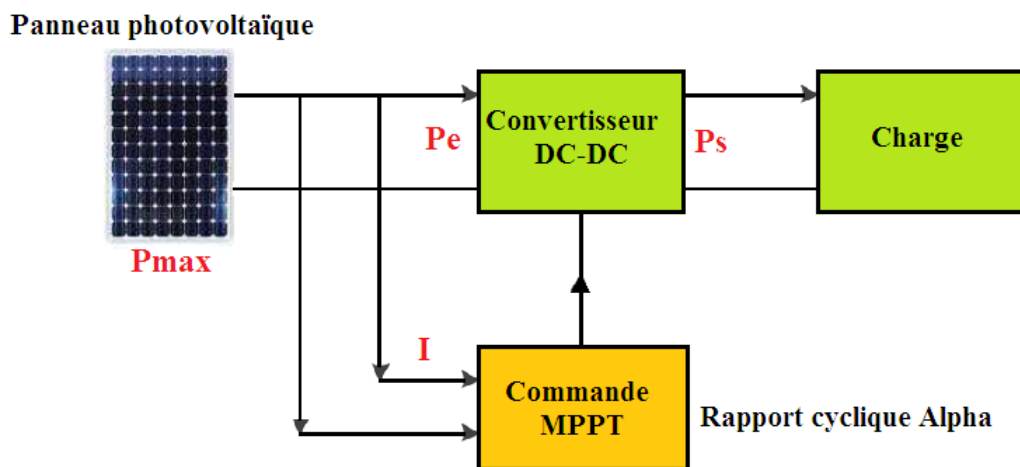 Panneau photovoltaïque
Pmax
Pe
Convertisseur
DC-DC
Ps
Charge
I
Commande
MPPT
Rapport cyclique Alpha